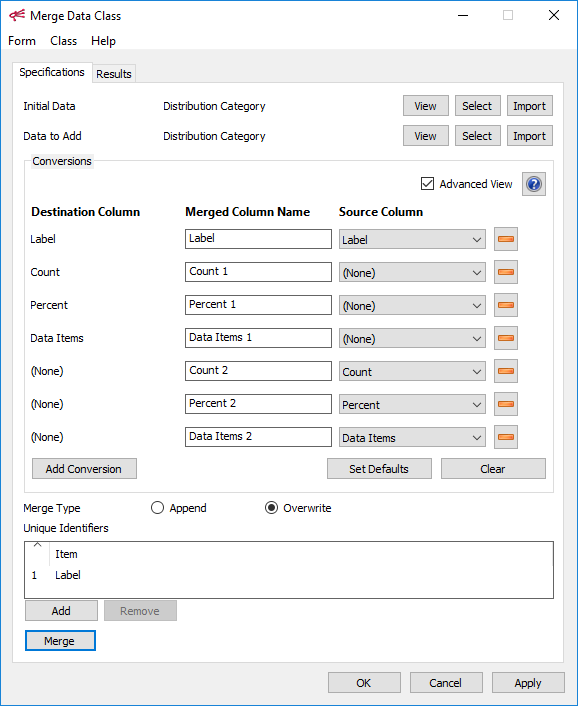 Merge Data Class
Form Class Help
Specifications Results
Initial Data Distribution Category View Select Import
Data to Add Distribution Category View Select Import
Conversions
Advanced View ?
Destination Column Merged Column Name Source Column
Label Label Label
Count Count 1 (None)
Percent Percent 1 (None)
Data Items Data Items 1 (None)
(None) Count 2 Count
(None) Percent 2 Percent
(None) Data Items 2 Data Items
Add Conversion Set Defaults Clear
Merge Type Append Overwrite
Unique Identifiers
Item
1 Label
Add Remove
Merge
OK Cancel Apply